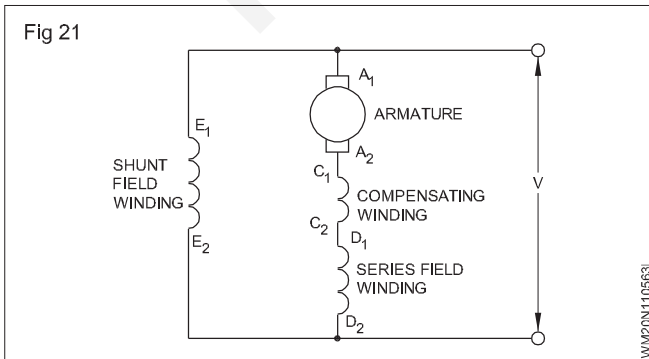 Fig 21
A1
ARMATURE
A2
E1
SHUNT
FIELD
WINDING
E2
C1
COMPENSATING
WINDING
C2
D1
SERIES FIELD
WINDING
D2
V
WM20N110563I